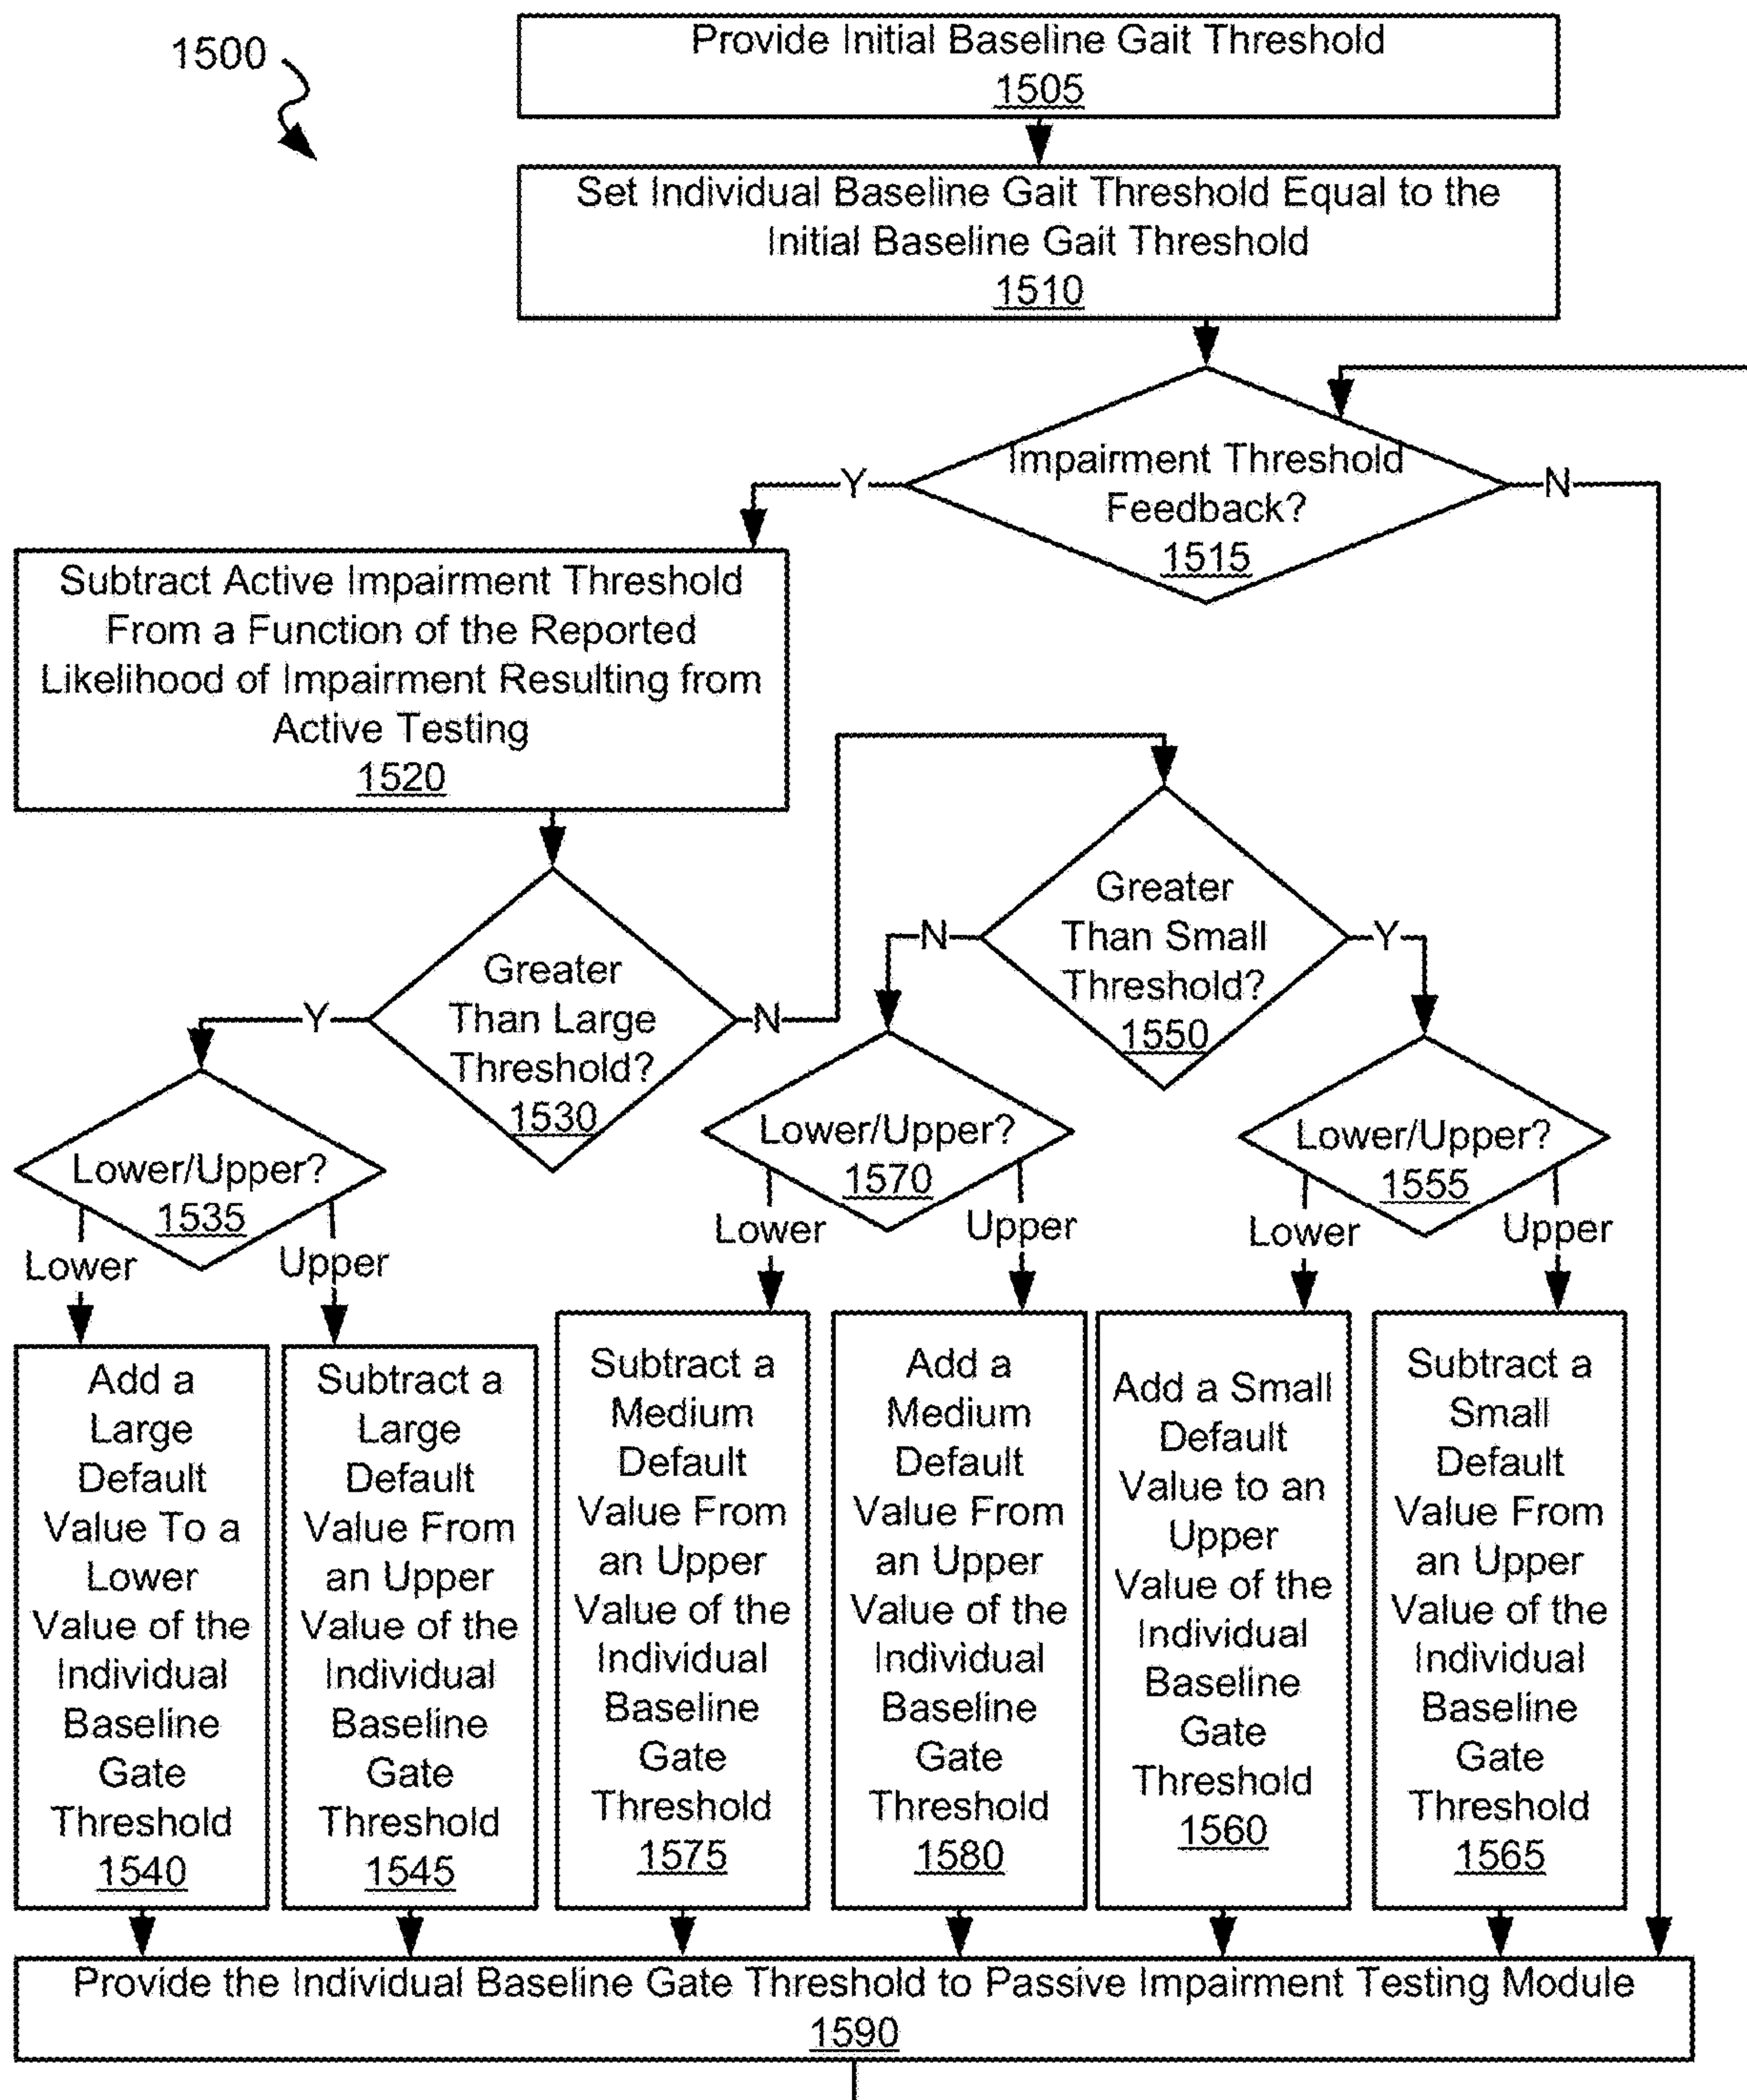 1500
Provide Initial Baseline Gait Threshold
1505
Set Individual Baseline Gait Threshold Equal to the
Initial Baseline Gait Threshold
1510
Impairment Threshold
Feedback?
1515
Y
N
Subtract Active Impairment Threshold
From a Function of the Reported
Likelihood of Impairment Resulting from
Active Testing
1520
Greater
Than Large
Threshold?
1530
Y
N
Greater
Than Small
Threshold?
1550
N
Y
Lower/Upper?
1535
Lower
Upper
Lower/Upper?
1570
Lower
Upper
Lower/Upper?
1555
Lower
Upper
Add a
Large
Default
Value To a
Lower
Value of the
Individual
Baseline
Gate
Threshold
1540
Subtract a
Large
Default
Value From
an Upper
Value of the
Individual
Baseline
Gate
Threshold
1545
Subtract a
Medium
Default
Value From
an Upper
Value of the
Individual
Baseline
Gate
Threshold
1575
Add a
Medium
Default
Value From
an Upper
Value of the
Individual
Baseline
Gate
Threshold
1580
Add a Small
Default
Value to an
Upper
Value of the
Individual
Baseline
Gate
Threshold
1560
Subtract a
Small
Default
Value From
an Upper
Value of the
Individual
Baseline
Gate
Threshold
1565
Provide the Individual Baseline Gate Threshold to Passive Impairment Testing Module
1590